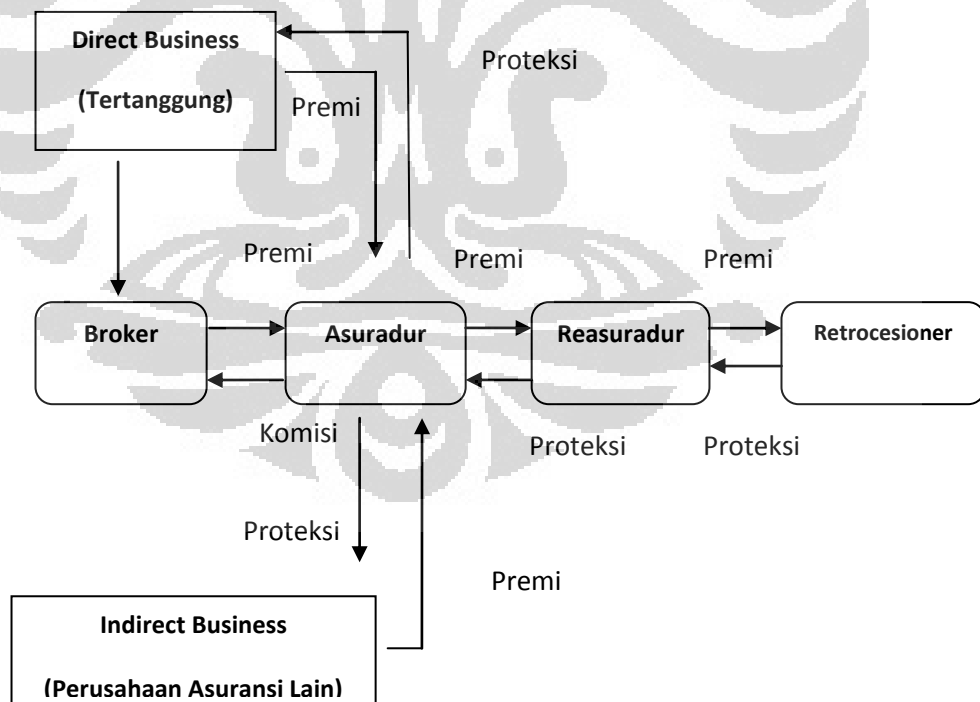 Direct Business
(Tertanggung)
Proteksi
Premi
Premi
Premi
Premi
Broker
Asuradur
Reasuradur
Retrocesioner
Komisi
Proteksi
Proteksi
Proteksi
Premi
Indirect Business
(Perusahaan Asuransi Lain)